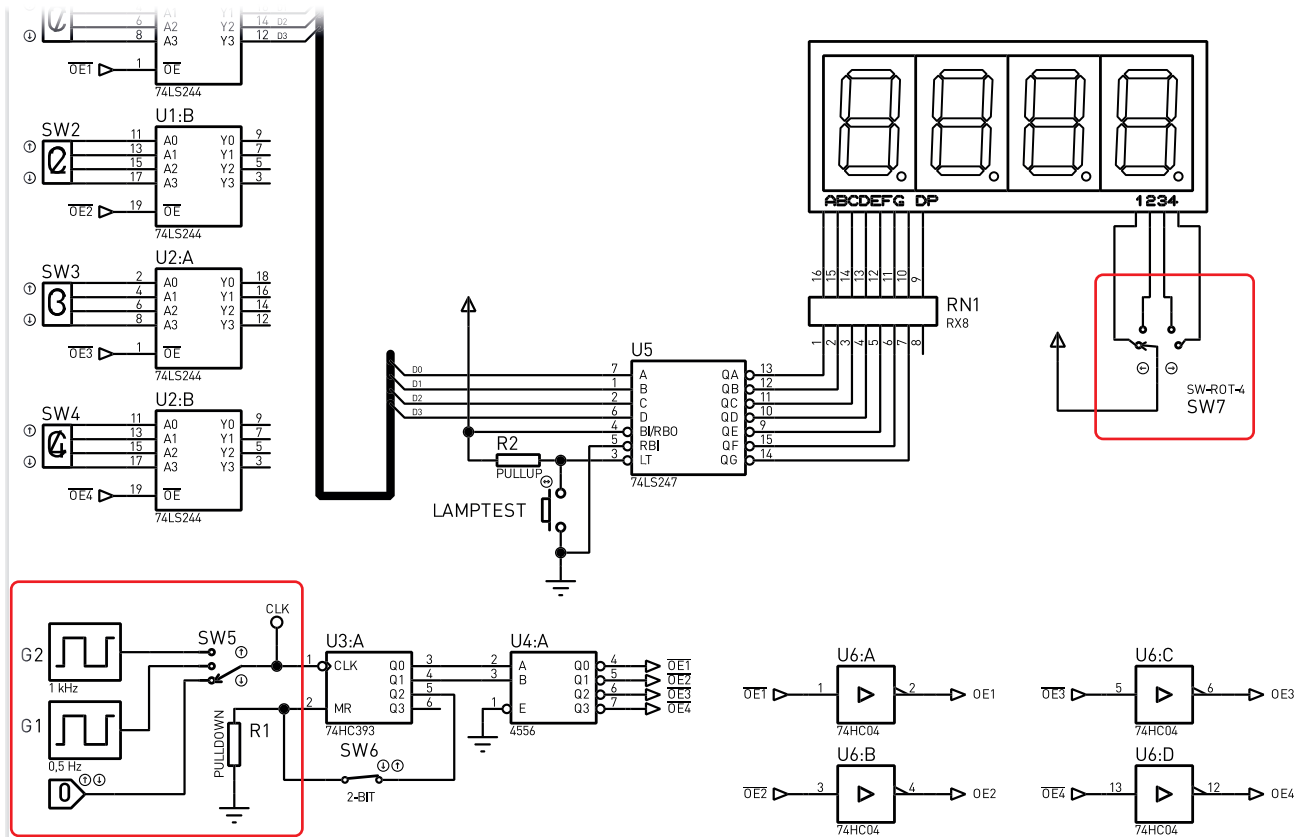 6 A2 Y2 14 D2
8 A3 Y3 12 D3
OE1 1 OE
74LS244
U1:B
SW2
11 A0 Y0 9
13 A1 Y1 7
15 A2 Y2 5
17 A3 Y3 3
2
OE2 19 OE
74LS244
U2:A
SW3
2 A0 Y0 18
4 A1 Y1 16
6 A2 Y2 14
8 A3 Y3 12
3
OE3 1 OE
74LS244
U2:B
SW4
11 A0 Y0 9
13 A1 Y1 7
15 A2 Y2 5
17 A3 Y3 3
4
OE4 19 OE
74LS244
ABCDEFG DP 1234
16 15 14 13 12 11 10 9
RN1
RX8
1 2 3 4 5 6 7 8
SW-ROT-4
SW7
U5
D0 7 A QA 13
D1 1 B QB 12
D2 2 C QC 11
D3 6 D QD 10
4 BI/RBO QE 9
5 RBI QF 15
3 LT QG 14
74LS247
R2
PULLUP
LAMPTEST
CLK
G2
1 kHz
SW5
G1
0,5 Hz
0
R1
PULLDOWN
U3:A
1 CLK Q0 3
Q1 4
Q2 5
2 MR Q3 6
74HC393
SW6
2-BIT
U4:A
2 A Q0 4 OE1
3 B Q1 5 OE2
Q2 6 OE3
1 E Q3 7 OE4
4556
U6:A
OE1 1 2 OE1
74HC04
U6:C
OE3 5 6 OE3
74HC04
U6:B
OE2 3 4 OE2
74HC04
U6:D
OE4 13 12 OE4
74HC04